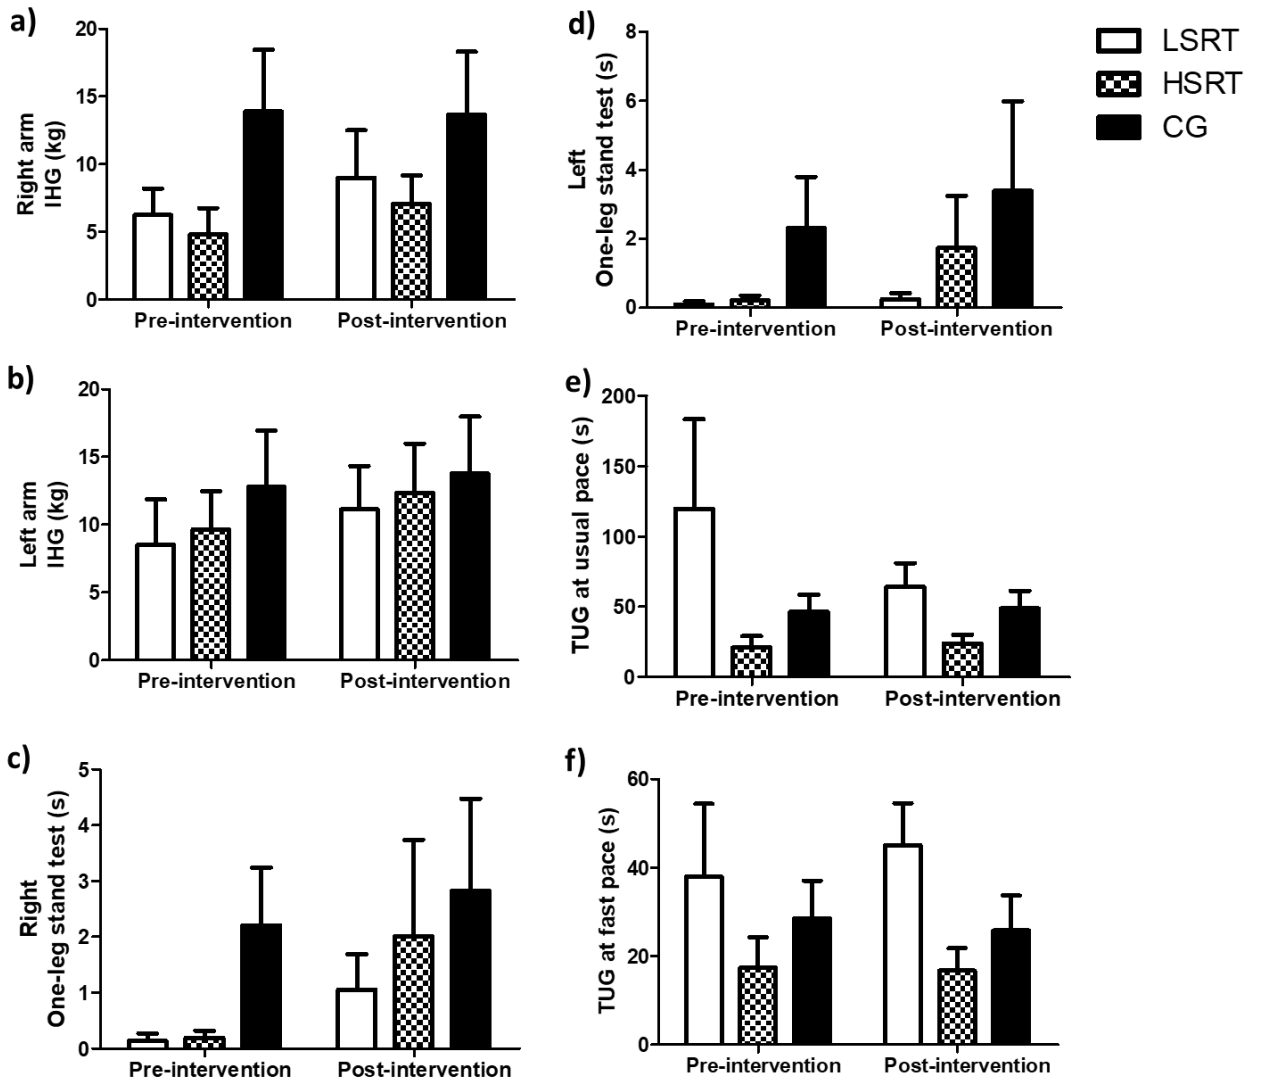 a)
Right arm
IHG (kg)
20
15
10
5
0
Pre-intervention
Post-intervention
b)
Left arm
IHG (kg)
20
15
10
5
0
Pre-intervention
Post-intervention
c)
Right
One-leg stand test (s)
5
4
3
2
1
0
Pre-intervention
Post-intervention
d)
Left
One-leg stand test (s)
8
6
4
2
0
Pre-intervention
Post-intervention
LSRT
HSRT
CG
e)
TUG at usual pace (s)
200
150
100
50
0
Pre-intervention
Post-intervention
f)
TUG at fast pace (s)
60
40
20
0
Pre-intervention
Post-intervention